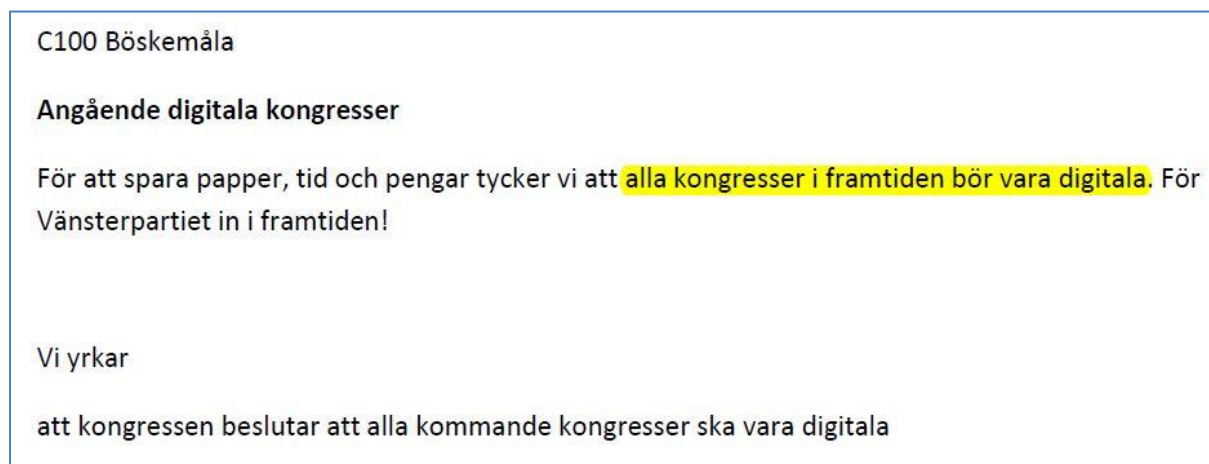 C100 Böskemåla
Angående digitala kongresser
För att spara papper, tid och pengar tycker vi att alla kongresser i framtiden bör vara digitala. För
Vänsterpartiet in i framtiden!
Vi yrkar
att kongressen beslutar att alla kommande kongresser ska vara digitala